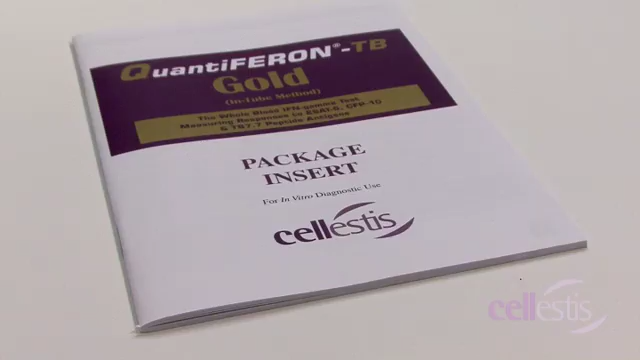 QuantiFERON®-TB
Gold
(In-Tube Method)
The Whole Blood IFN-gamma Test
Measuring Responses to ESAT-6, CFP-10
& TB7.7 Peptide Antigens
PACKAGE
INSERT
For In Vitro Diagnostic Use
cellestis
cellestis